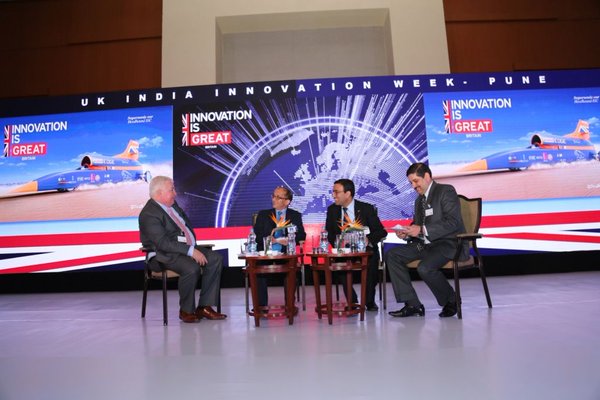 UK INDIA INNOVATION WEEK- PUNE
INNOVATION
IS
GREAT
BRITAIN
INNOVATION
IS
GREAT
BRITAIN
INNOVATION
IS
GREAT
BRITAIN